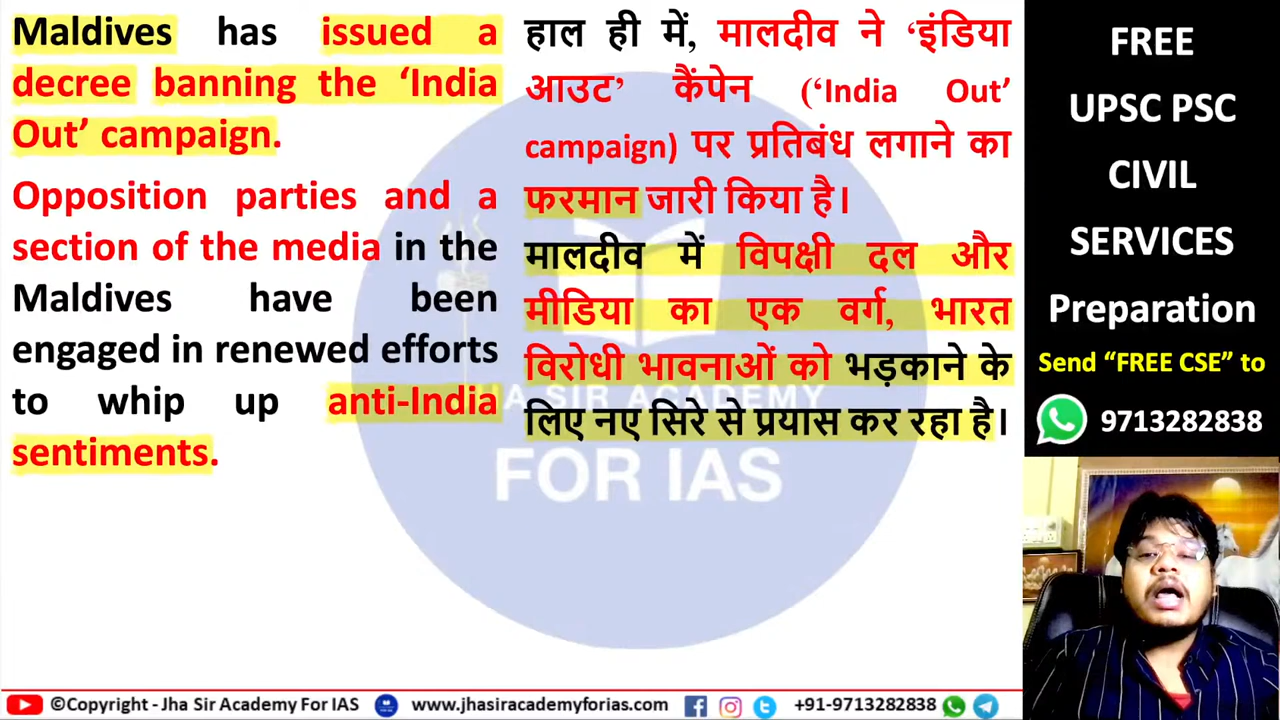 Maldives has issued a
decree banning the ‘India
Out’ campaign.
Opposition parties and a
section of the media in the
Maldives have been
engaged in renewed efforts
to whip up anti-India
sentiments.
हाल ही में, मालदीव ने ‘इंडिया
आउट’ कैंपेन (‘India Out’
campaign) पर प्रतिबंध लगाने का
फरमान जारी किया है।
मालदीव में विपक्षी दल और
मीडिया का एक वर्ग, भारत
विरोधी भावनाओं को भड़काने के
लिए नए सिरे से प्रयास कर रहा है।
HA SIR ACADEMY
FOR IAS
FREE
UPSC PSC
CIVIL
SERVICES
Preparation
Send “FREE CSE” to
9713282838
©Copyright - Jha Sir Academy For IAS www.jhasiracademyforias.com +91-9713282838